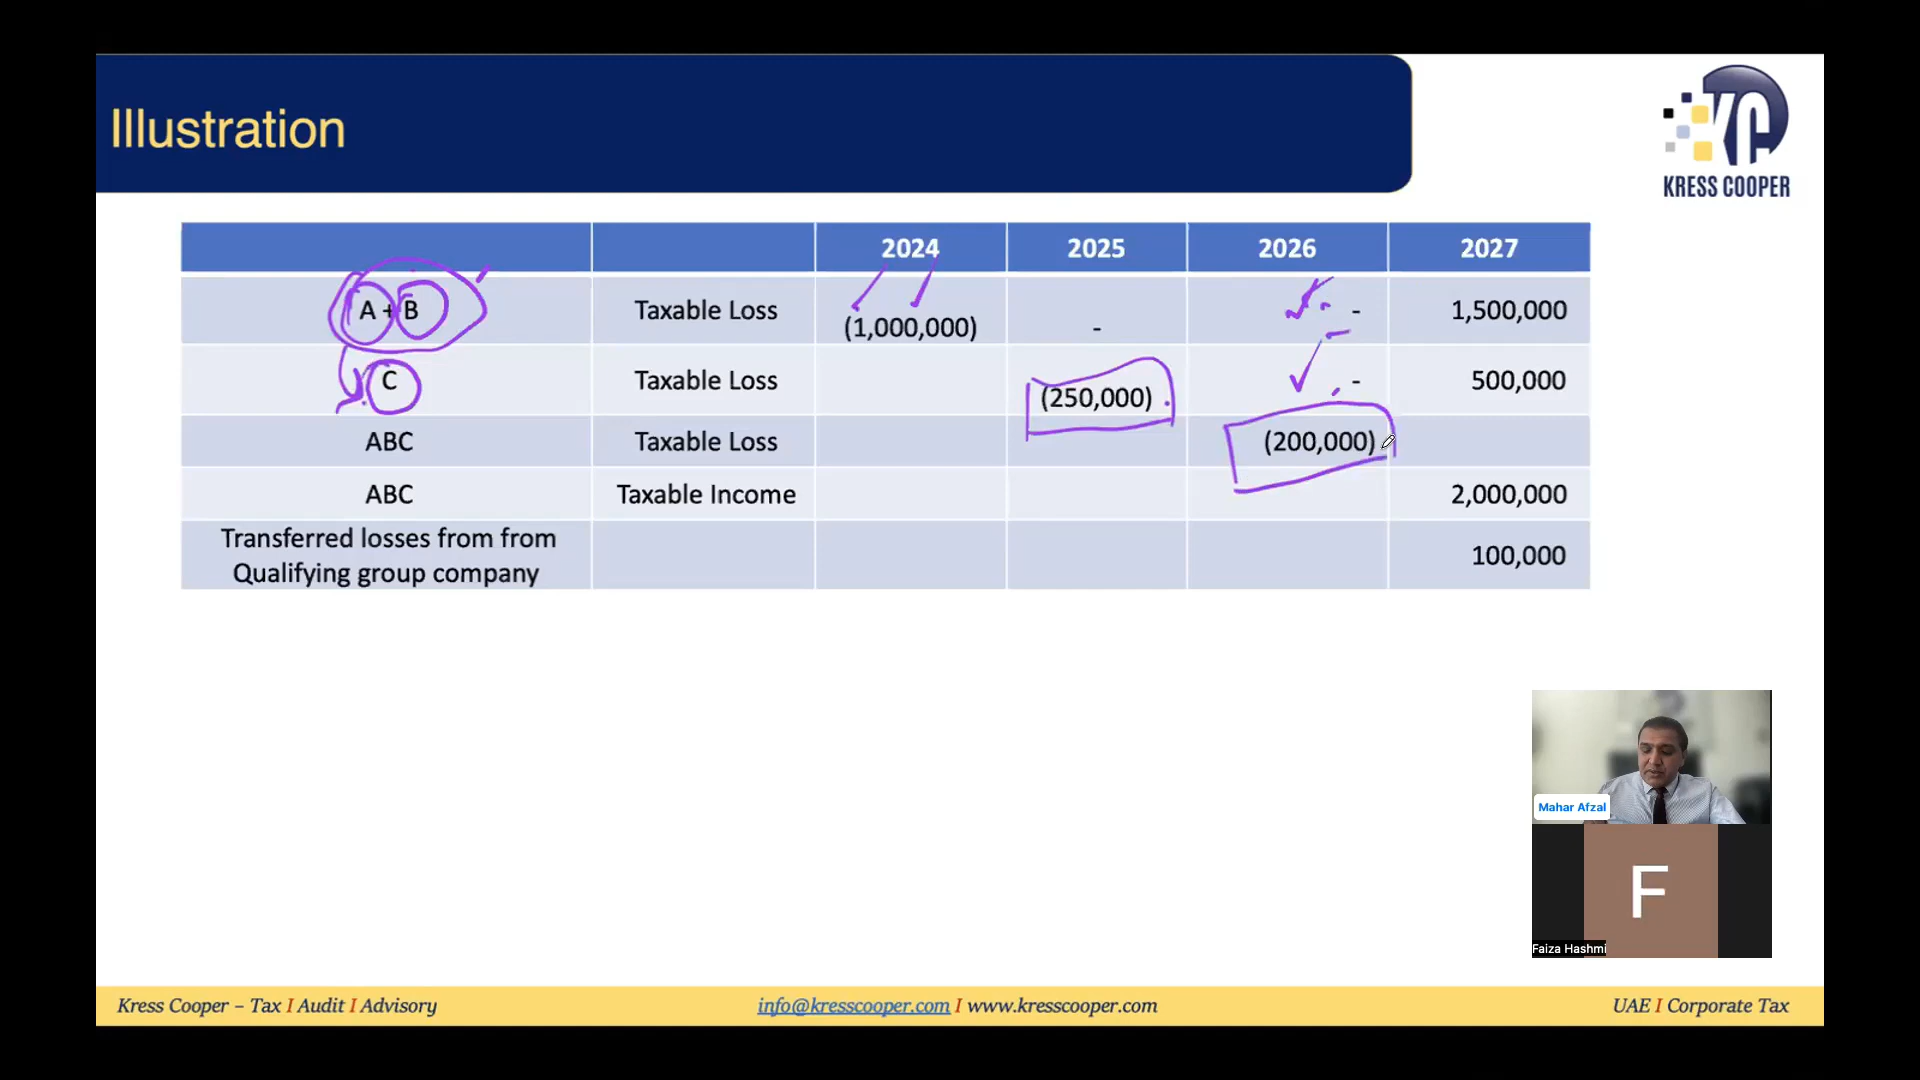 Illustration
KC
KRESS COOPER
2024 2025 2026 2027
A + B Taxable Loss (1,000,000) - - 1,500,000
C Taxable Loss (250,000) - 500,000
ABC Taxable Loss (200,000)
ABC Taxable Income 2,000,000
Transferred losses from from
Qualifying group company 100,000
Mahar Afzal
F
Faiza Hashmi
Kress Cooper – Tax I Audit I Advisory info@kresscooper.com I www.kresscooper.com UAE I Corporate Tax